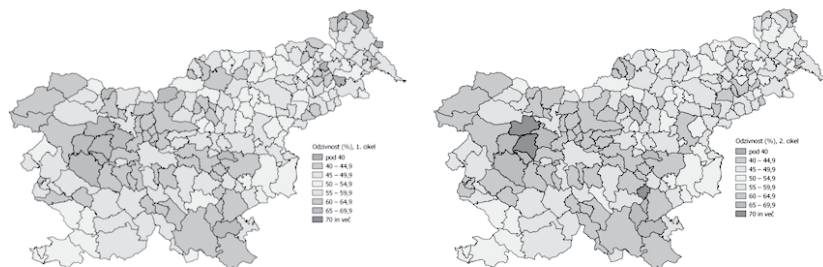 Odzivnost (%), 1. cikel
pod 40
40 – 44,9
45 – 49,9
50 – 54,9
55 – 59,9
60 – 64,9
65 – 69,9
70 in več
Odzivnost (%), 2. cikel
pod 40
40 – 44,9
45 – 49,9
50 – 54,9
55 – 59,9
60 – 64,9
65 – 69,9
70 in več